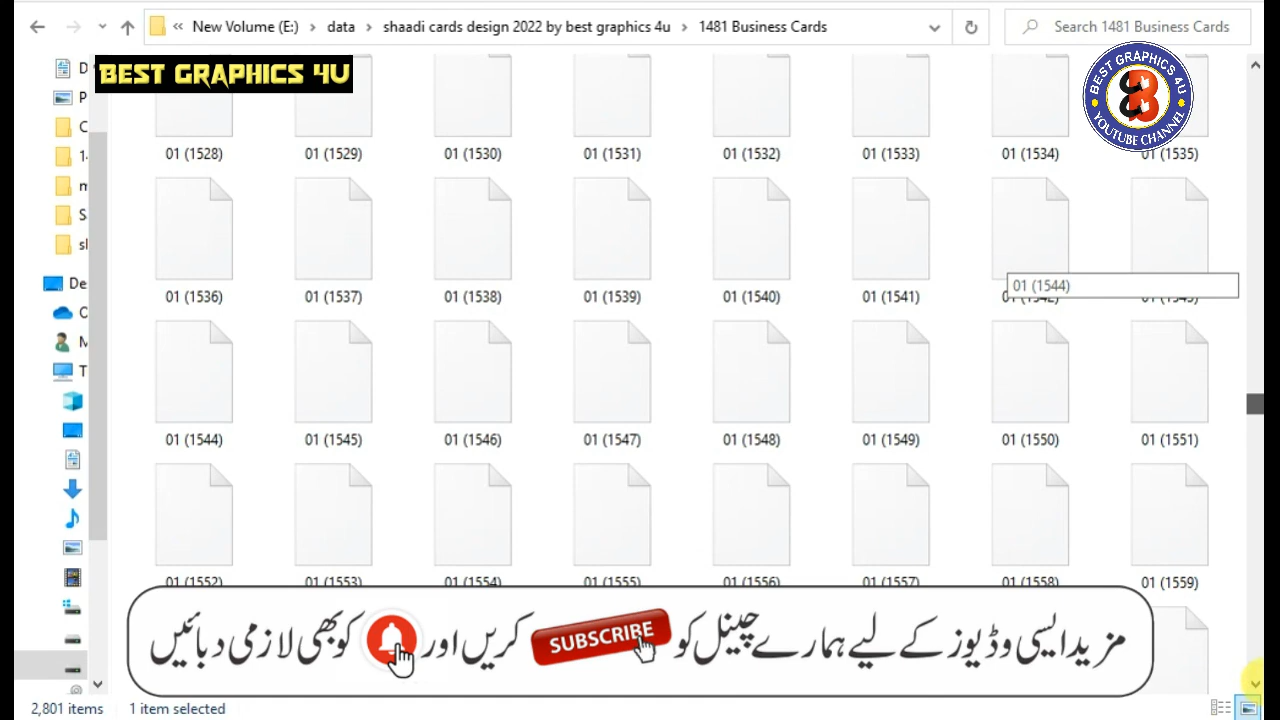 New Volume (E:) data shaadi cards design 2022 by best graphics 4u 1481 Business Cards Search 1481 Business Cards
BEST GRAPHICS 4U
BEST GRAPHICS 4U
YOUTUBE CHANNEL
01 (1528) 01 (1529) 01 (1530) 01 (1531) 01 (1532) 01 (1533) 01 (1534) 01 (1535)
01 (1536) 01 (1537) 01 (1538) 01 (1539) 01 (1540) 01 (1541) 01 (1542) 01 (1543)
01 (1544)
01 (1544) 01 (1545) 01 (1546) 01 (1547) 01 (1548) 01 (1549) 01 (1550) 01 (1551)
01 (1552) 01 (1553) 01 (1554) 01 (1555) 01 (1556) 01 (1557) 01 (1558) 01 (1559)
مزید ایسی وڈیوز کے لیے ہمارے چینل کو SUBSCRIBE کریں اور کو بھی لازمی دبائیں
2,801 items 1 item selected